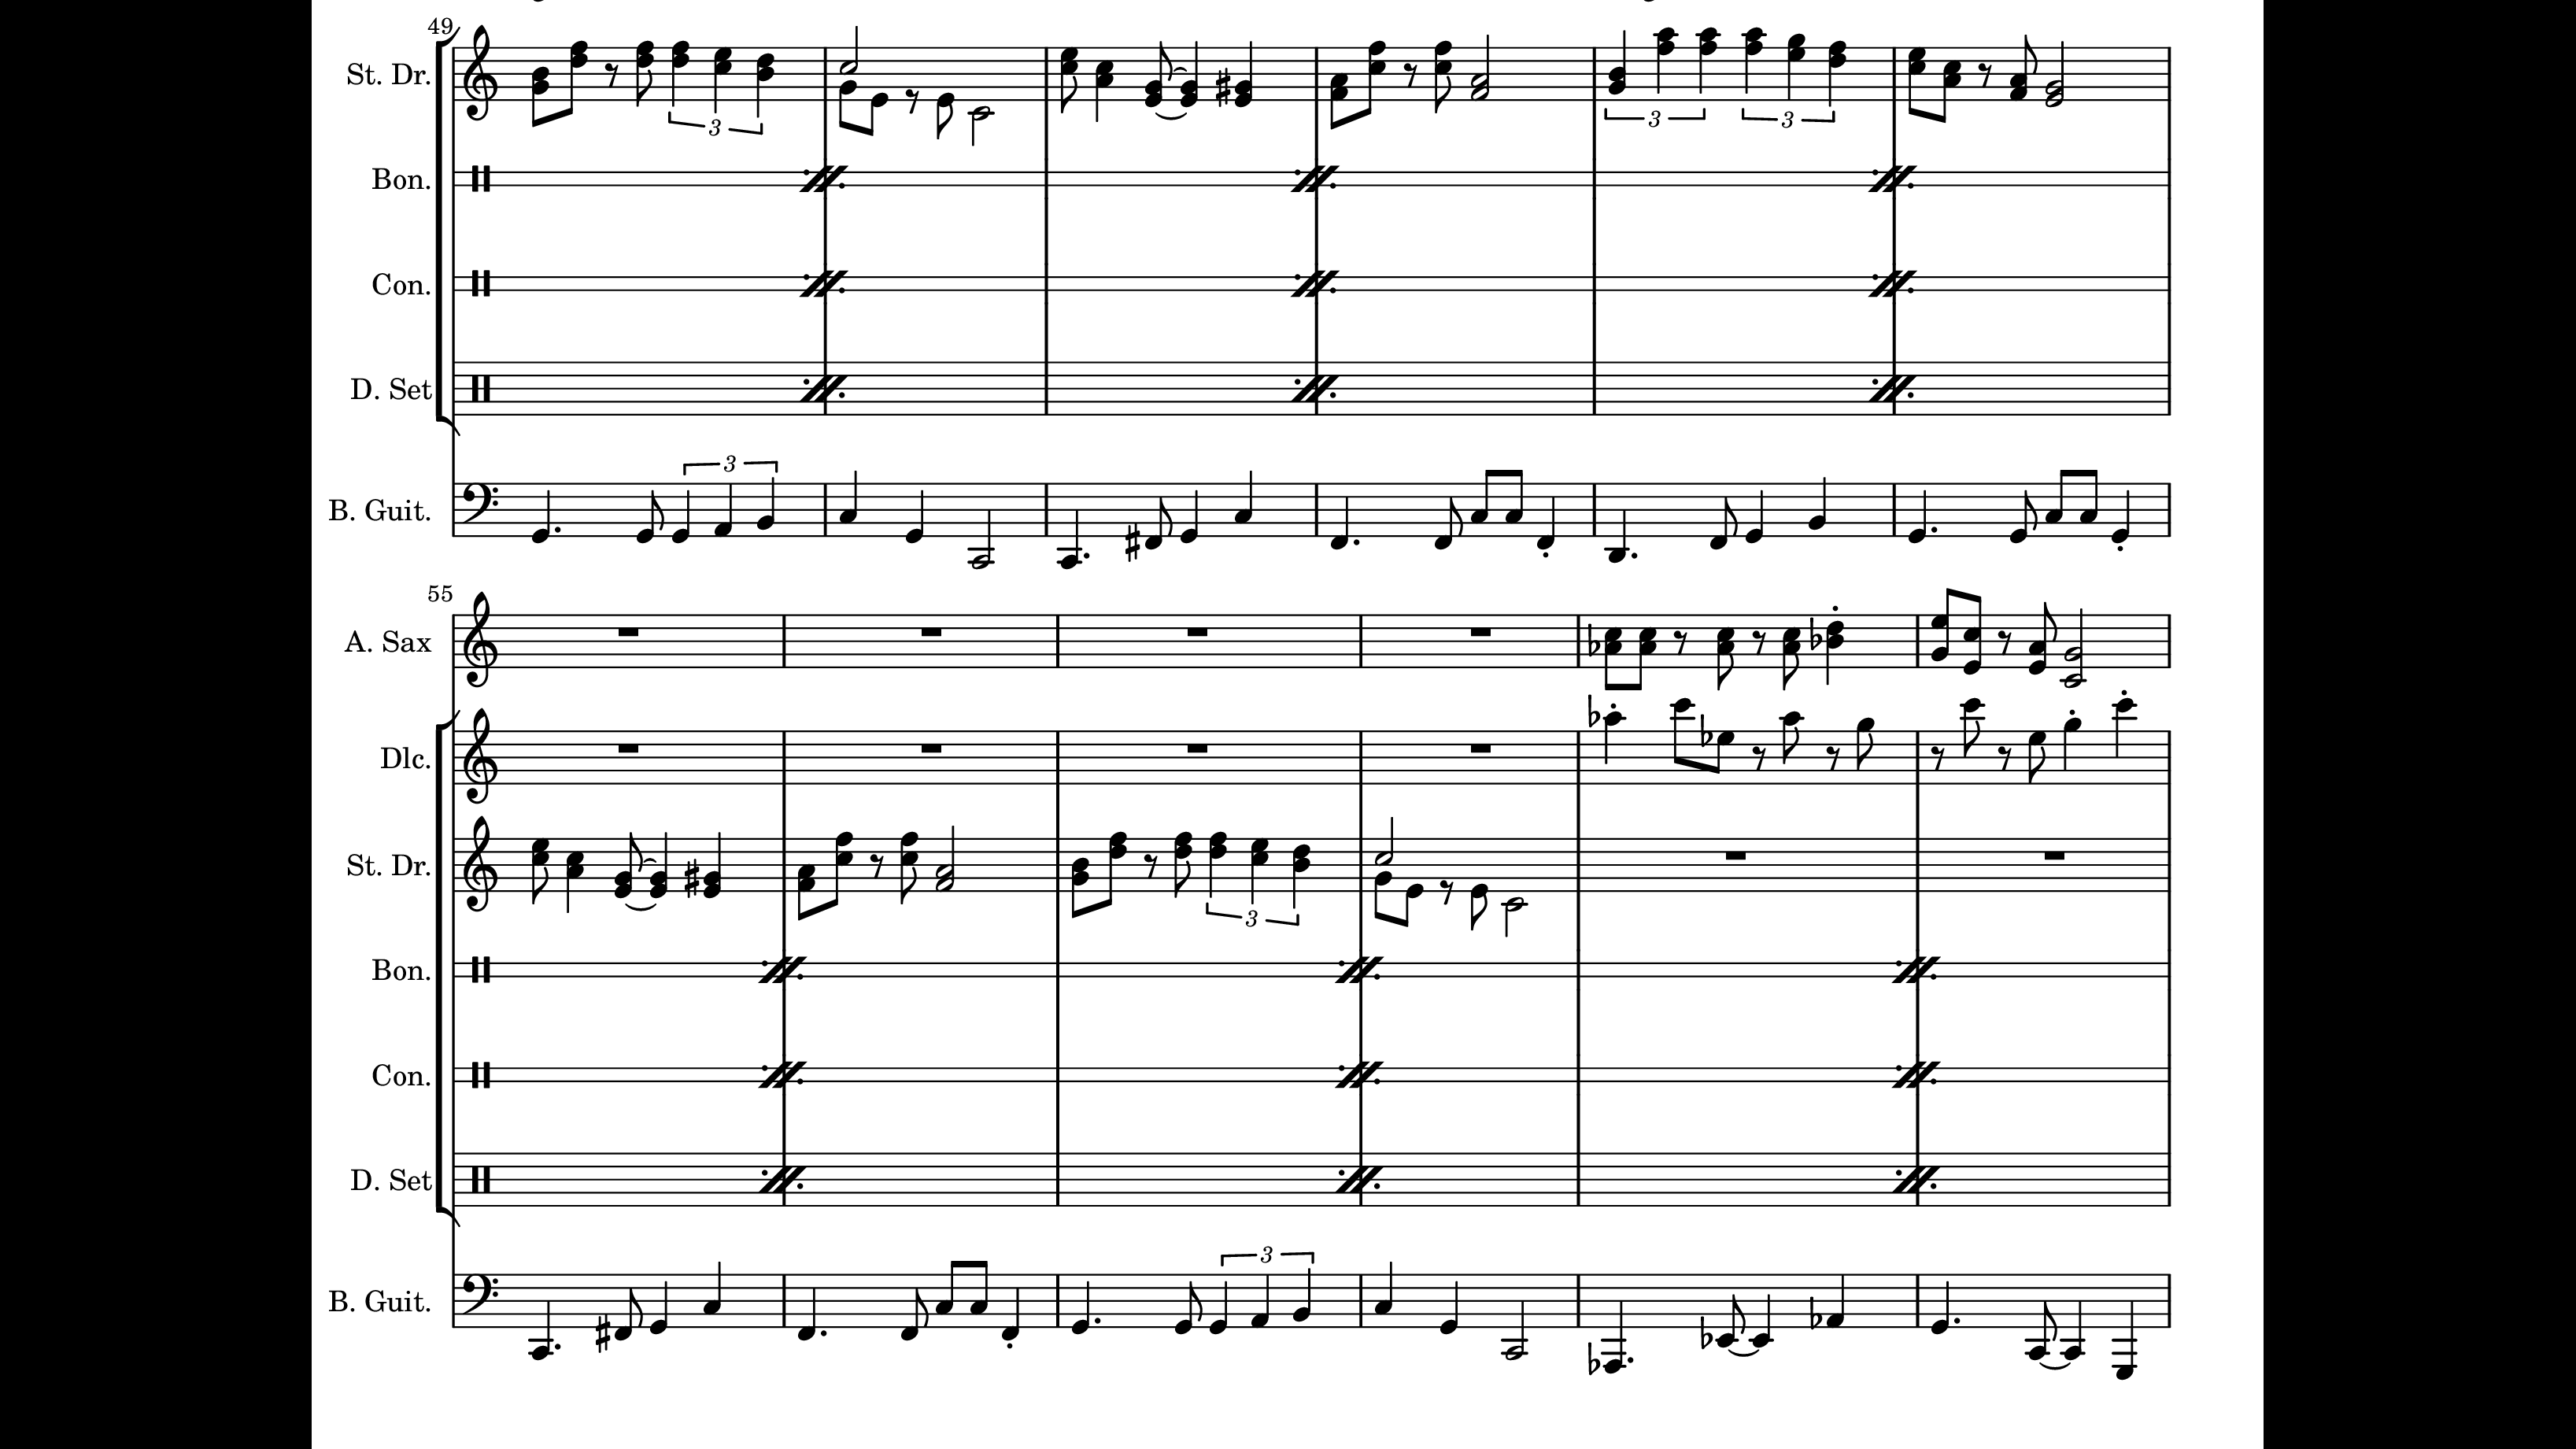 49
St. Dr.
3
3
3
Bon.
Con.
D. Set
3
B. Guit.
55
A. Sax
Dlc.
St. Dr.
3
Bon.
Con.
D. Set
3
B. Guit.